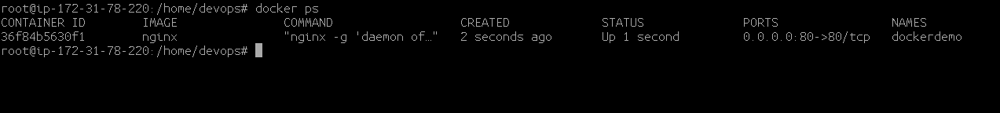 root@ip-172-31-78-220:/home/devops# docker ps
CONTAINER ID        IMAGE               COMMAND                  CREATED             STATUS              PORTS                NAMES
36f84b5630f1        nginx               "nginx -g 'daemon of…"   2 seconds ago       Up 1 second         0.0.0.0:80->80/tcp   dockerdemo
root@ip-172-31-78-220:/home/devops#